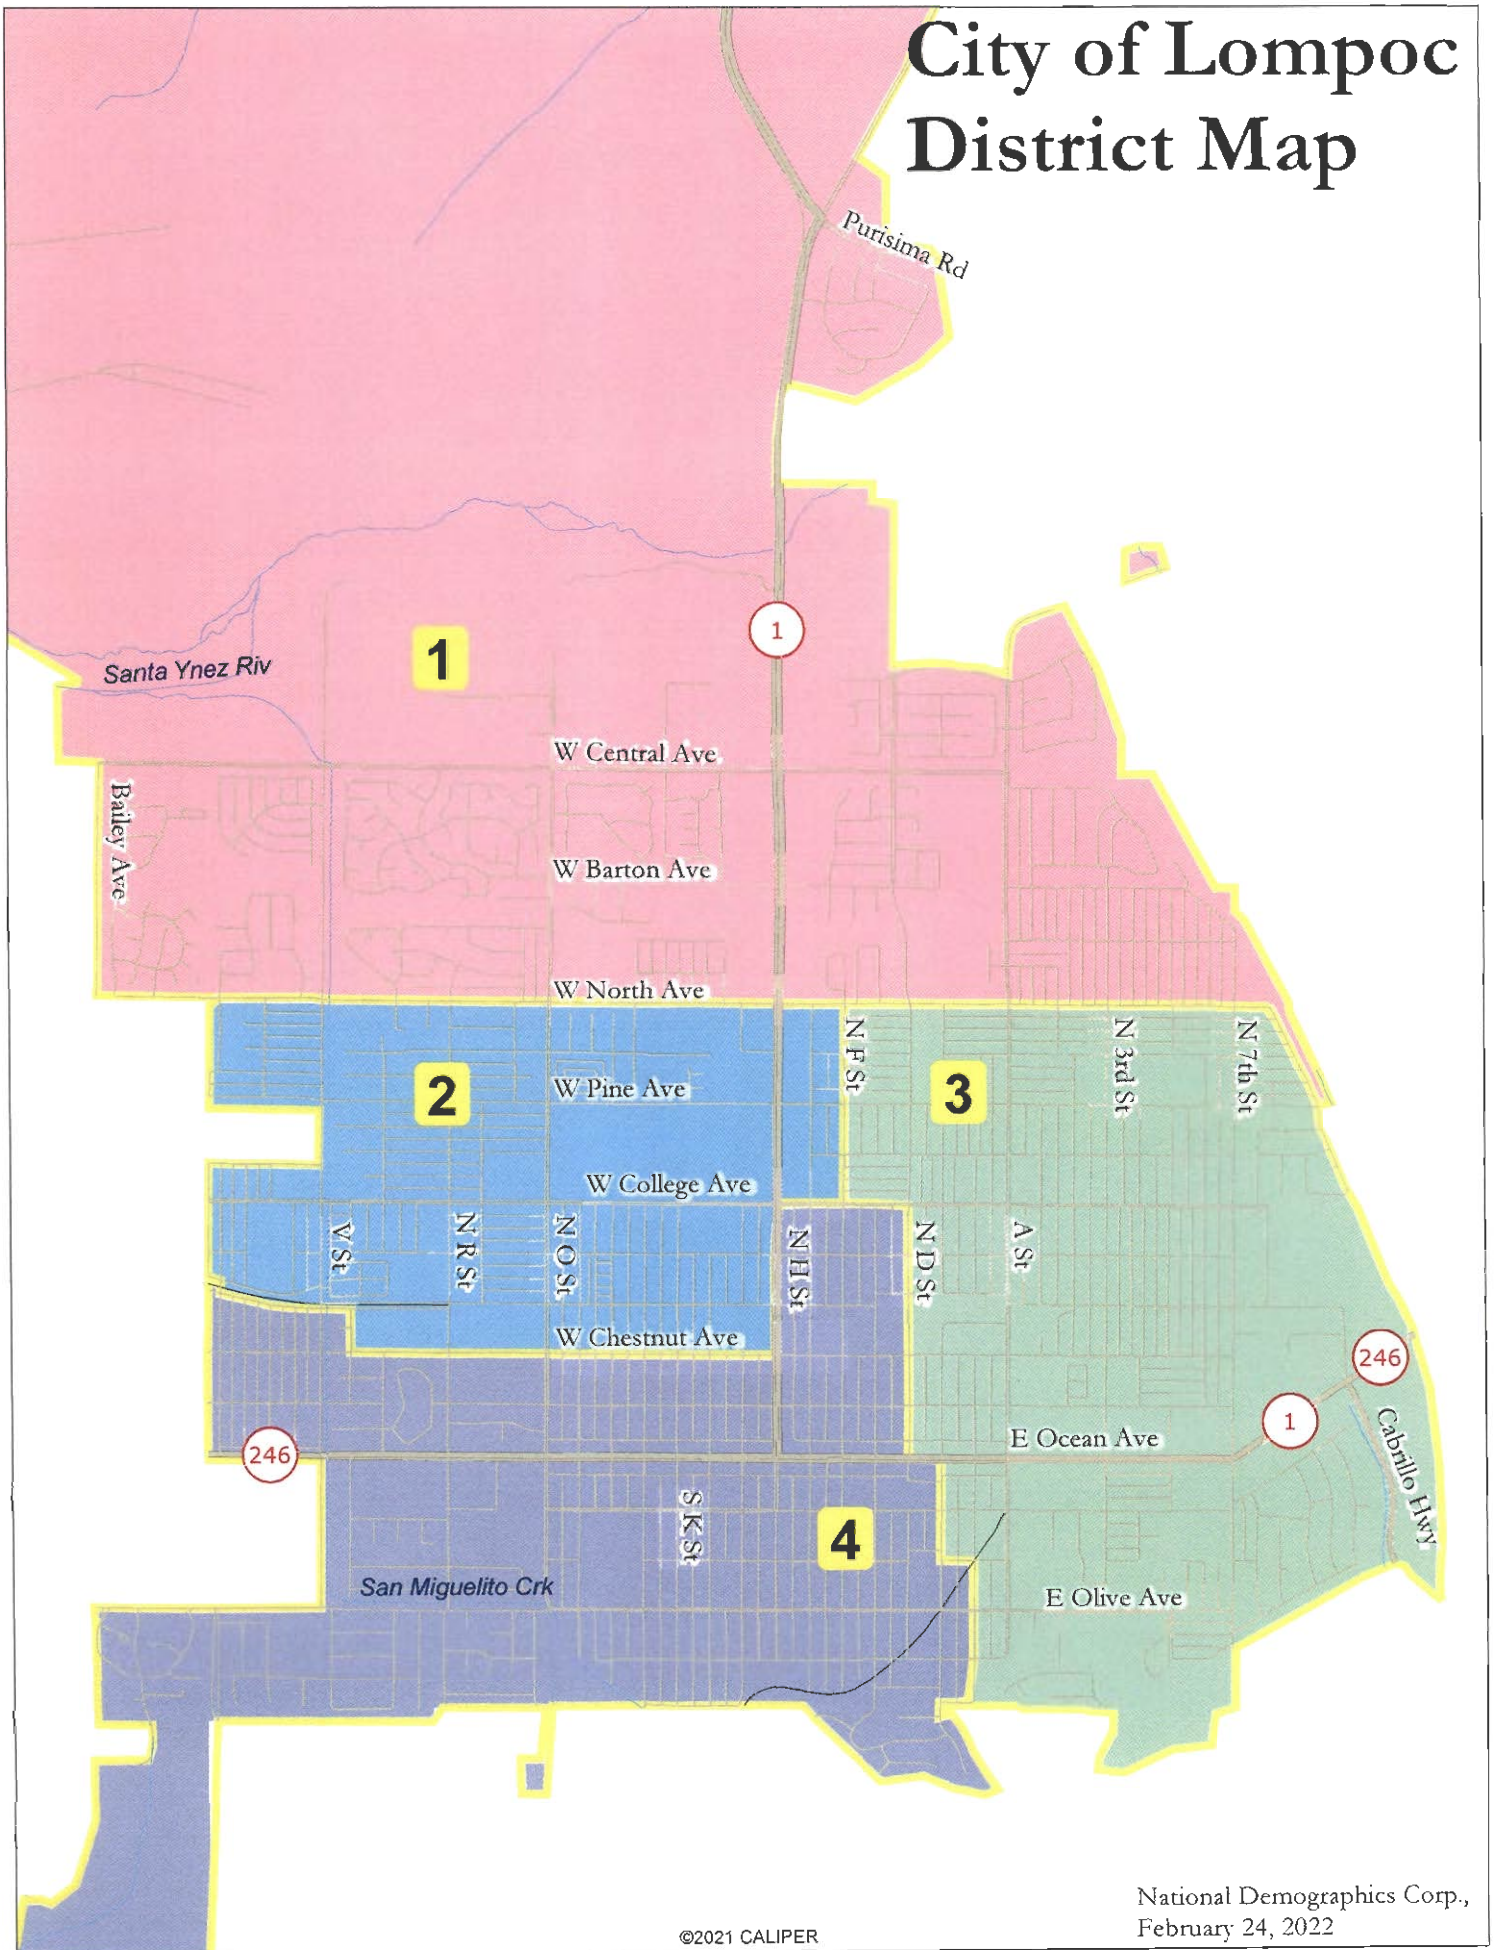 City of Lompoc
District Map
Purisima Rd
1
Santa Ynez Riv
1
W Central Ave
Bailey Ave
W Barton Ave
W North Ave
N F St
N 3rd St
N 7th St
2
W Pine Ave
3
W College Ave
V St
N R St
N O St
N H St
N D St
A St
W Chestnut Ave
246
1
Cabrillo Hwy
E Ocean Ave
246
S K St
4
San Miguelito Crk
E Olive Ave
National Demographics Corp.,
February 24, 2022
©2021 CALIPER